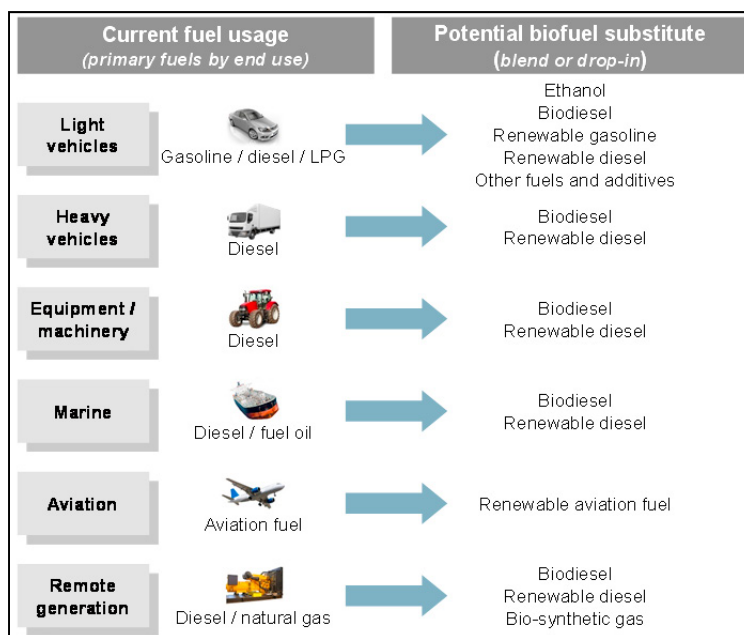 Current fuel usage
(primary fuels by end use)
Potential biofuel substitute
(blend or drop-in)
Light
vehicles
Gasoline / diesel / LPG
Ethanol
Biodiesel
Renewable gasoline
Renewable diesel
Other fuels and additives
Heavy
vehicles
Diesel
Biodiesel
Renewable diesel
Equipment /
machinery
Diesel
Biodiesel
Renewable diesel
Marine
Diesel / fuel oil
Biodiesel
Renewable diesel
Aviation
Aviation fuel
Renewable aviation fuel
Remote
generation
Diesel / natural gas
Biodiesel
Renewable diesel
Bio-synthetic gas